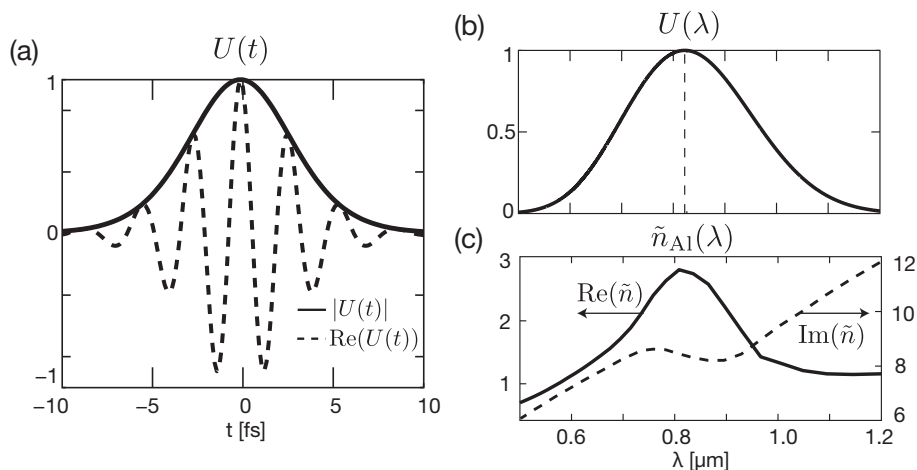 (a)
U(t)
1
0
−1
−10
−5
0
5
10
t [fs]
|U(t)|
Re(U(t))
(b)
U(λ)
1
0.5
0
(c)
ñ_Al(λ)
3
2
1
12
10
8
6
Re(ñ)
Im(ñ)
0.6
0.8
1.0
1.2
λ [μm]